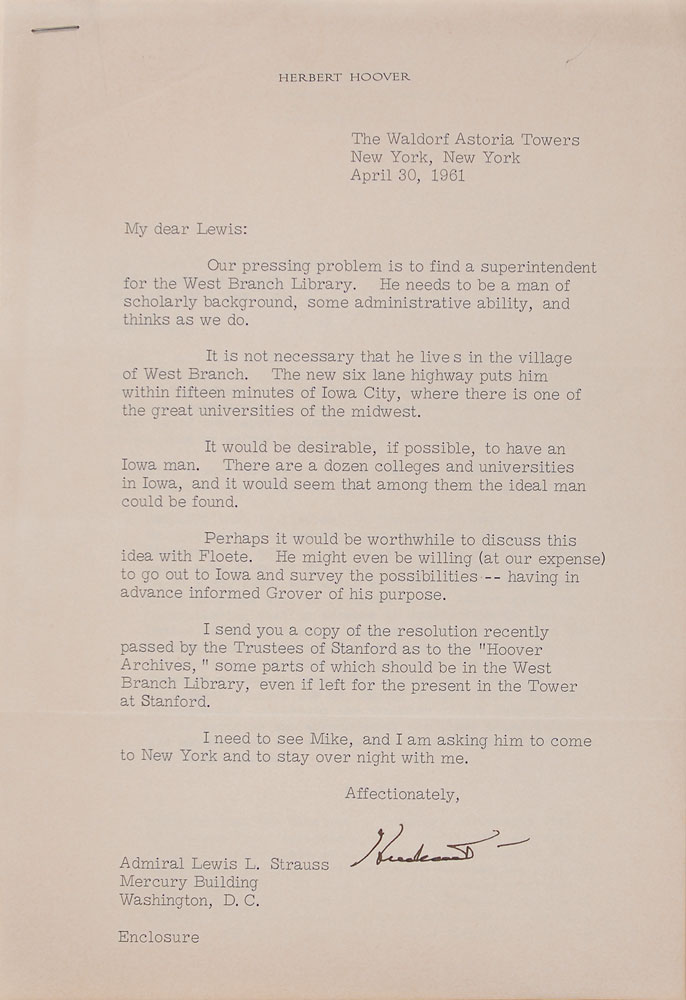 HERBERT HOOVER
The Waldorf Astoria Towers
New York, New York
April 30, 1961
My dear Lewis:
Our pressing problem is to find a superintendent
for the West Branch Library. He needs to be a man of
scholarly background, some administrative ability, and
thinks as we do.
It is not necessary that he lives in the village
of West Branch. The new six lane highway puts him
within fifteen minutes of Iowa City, where there is one of
the great universities of the midwest.
It would be desirable, if possible, to have an
Iowa man. There are a dozen colleges and universities
in Iowa, and it would seem that among them the ideal man
could be found.
Perhaps it would be worthwhile to discuss this
idea with Floete. He might even be willing (at our expense)
to go out to Iowa and survey the possibilities -- having in
advance informed Grover of his purpose.
I send you a copy of the resolution recently
passed by the Trustees of Stanford as to the "Hoover
Archives, " some parts of which should be in the West
Branch Library, even if left for the present in the Tower
at Stanford.
I need to see Mike, and I am asking him to come
to New York and to stay over night with me.
Affectionately,
Herbert
Admiral Lewis L. Strauss
Mercury Building
Washington, D. C.
Enclosure